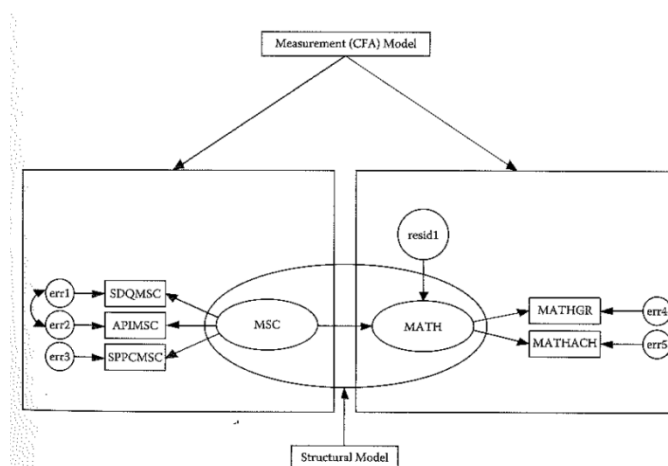 Measurement (CFA) Model
resid1
err1
SDQMSC
err2
APIMSC
err3
SPPCMSC
MSC
MATH
MATHGR
err4
MATHACH
err5
Structural Model